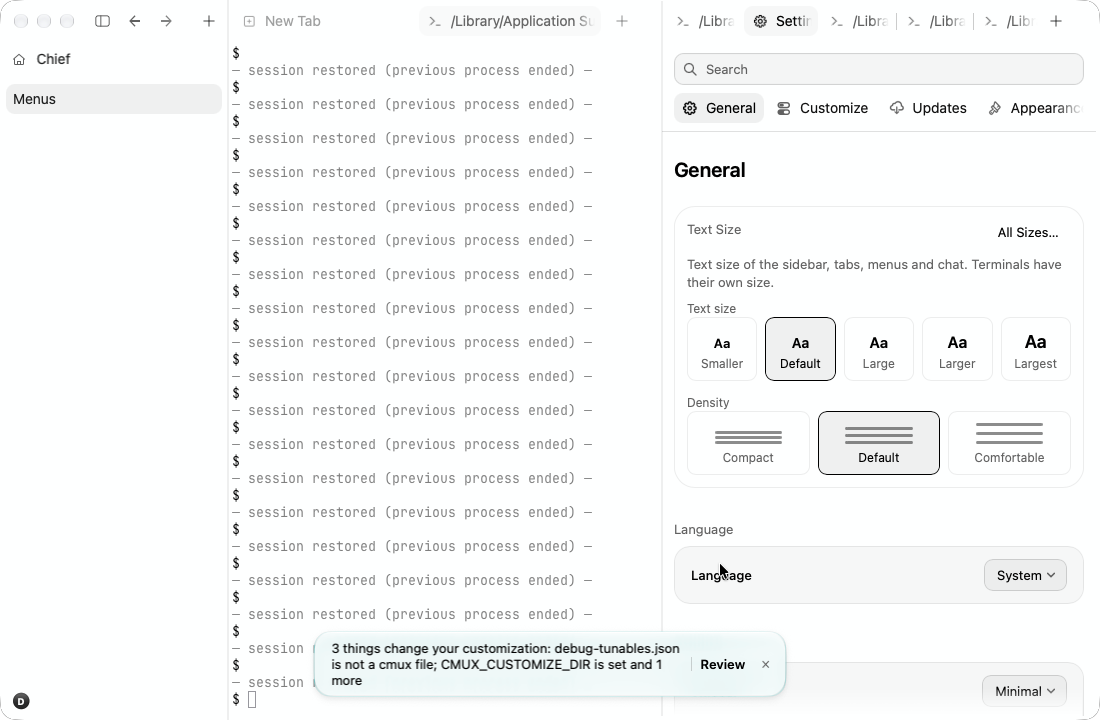 New Tab
/Library/Application Su
/Libra
Settin
/Libra
/Libra
/Libr
Chief
Menus
D
$
— session restored (previous process ended) —
$
— session restored (previous process ended) —
$
— session restored (previous process ended) —
$
— session restored (previous process ended) —
$
— session restored (previous process ended) —
$
— session restored (previous process ended) —
$
— session restored (previous process ended) —
$
— session restored (previous process ended) —
$
— session restored (previous process ended) —
$
— session restored (previous process ended) —
$
— session restored (previous process ended) —
$
— session restored (previous process ended) —
$
— session restored (previous process ended) —
$
— session restored (previous process ended) —
$
— session restored (previous process ended) —
$
— session restored (previous process ended) —
$
— session restored (previous process ended) —
$
— session
$
— session
$
Search
General
Customize
Updates
Appearanc
General
Text Size
All Sizes...
Text size of the sidebar, tabs, menus and chat. Terminals have
their own size.
Text size
Aa Aa Aa Aa Aa
Smaller Default Large Larger Largest
Density
Compact Default Comfortable
Language
Language
System
Minimal
3 things change your customization: debug-tunables.json
is not a cmux file; CMUX_CUSTOMIZE_DIR is set and 1
more
Review